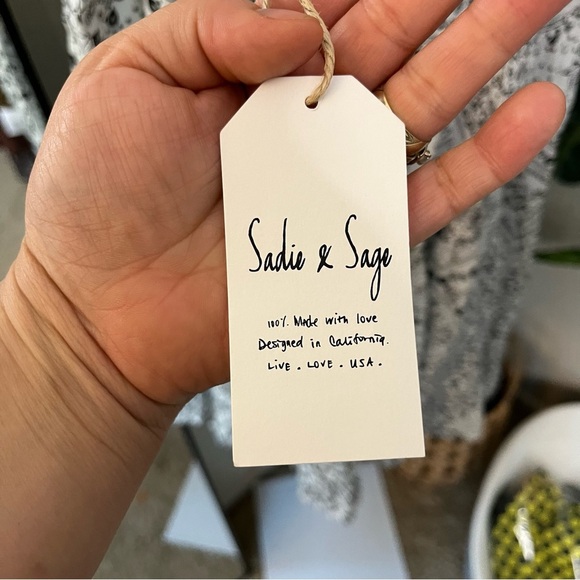 Sadie & Sage
100% Made with love
Designed in California.
LIVE . LOVE . USA .